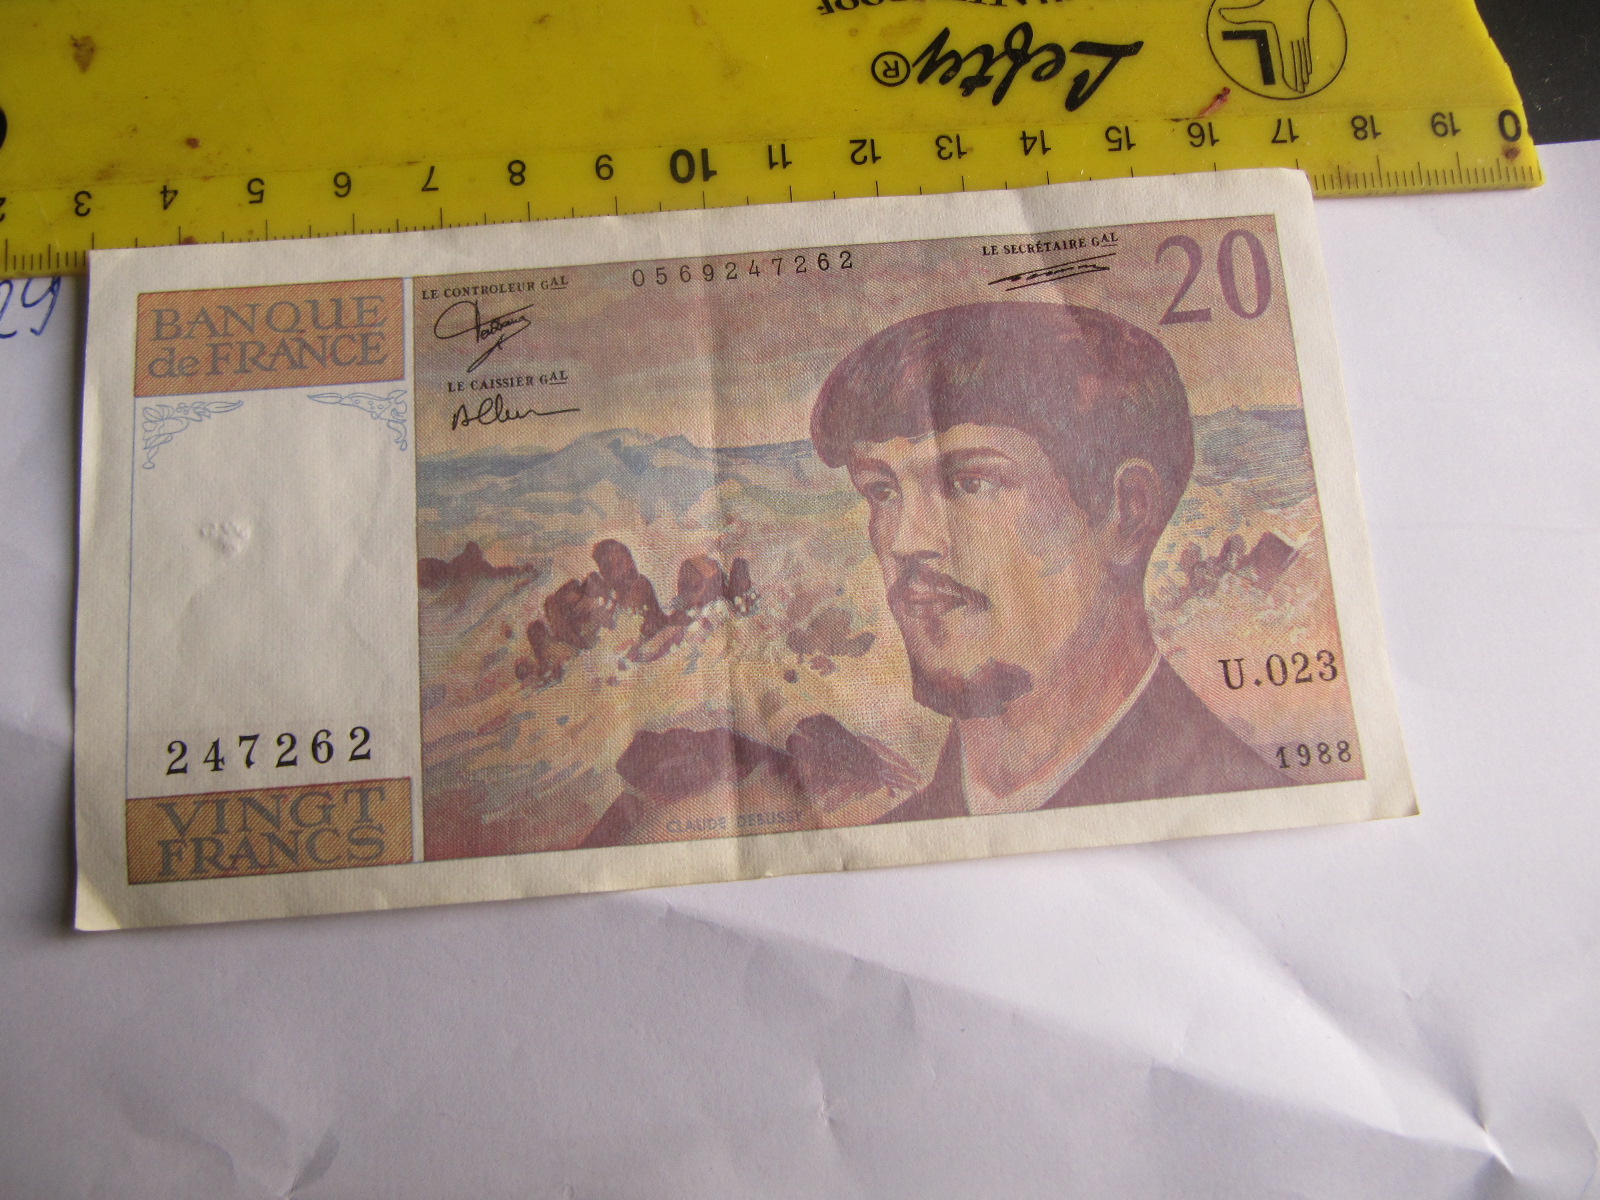 Lefty®
L
2 3 4 5 6 7 8 9 10 11 12 13 14 15 16 17 18 19 0
29
BANQUE
de FRANCE
LE CONTROLEUR GAL
0569247262
LE SECRÉTAIRE GAL
20
LE CAISSIER GAL
U.023
247262
1988
VINGT
FRANCS
CLAUDE DEBUSSY